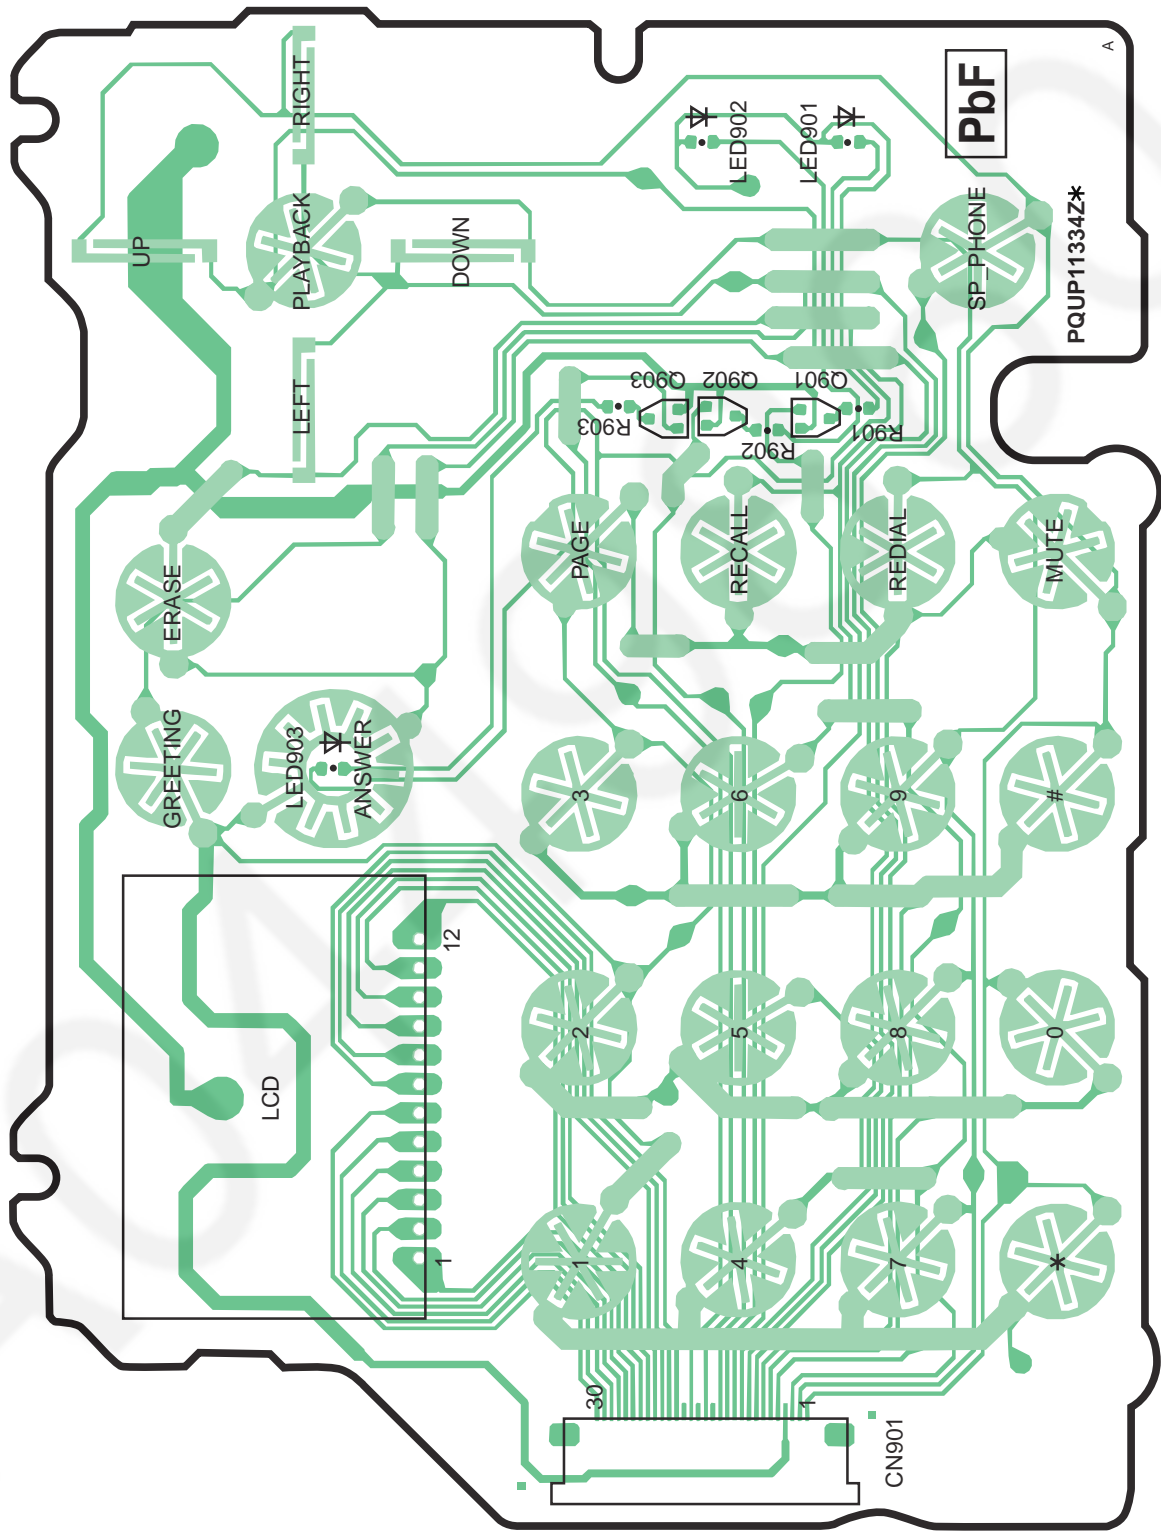 A
PbF
PQUP11334Z*
RIGHT
UP
PLAYBACK
DOWN
LEFT
LED902
LED901
SP_PHONE
Q903
Q902
Q901
R903
R902
R901
ERASE
PAGE
RECALL
REDIAL
MUTE
GREETING
LED903
ANSWER
3
6
9
#
LCD
12
1
2
5
8
0
1
4
7
*
30
1
CN901